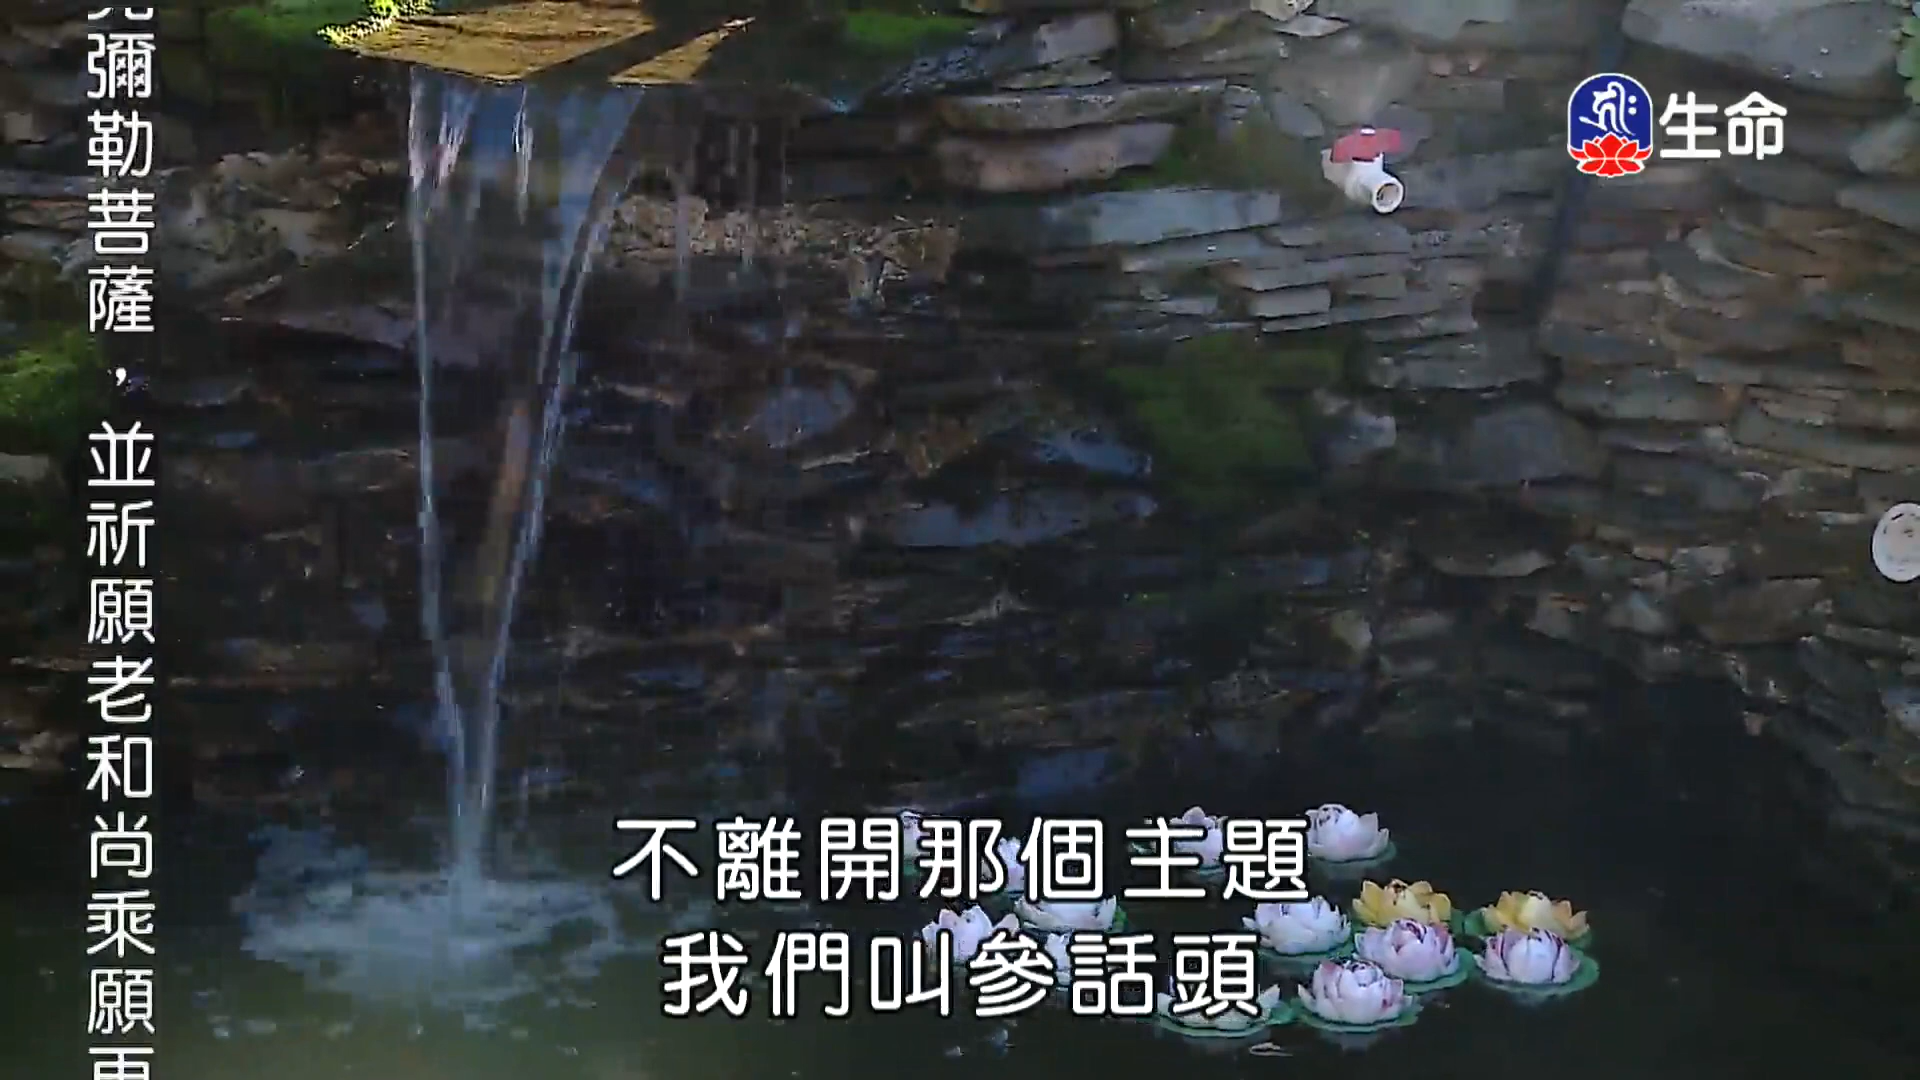 彌勒菩薩，並祈願老和尚乘願再
生命
不離開那個主題
我們叫參話頭